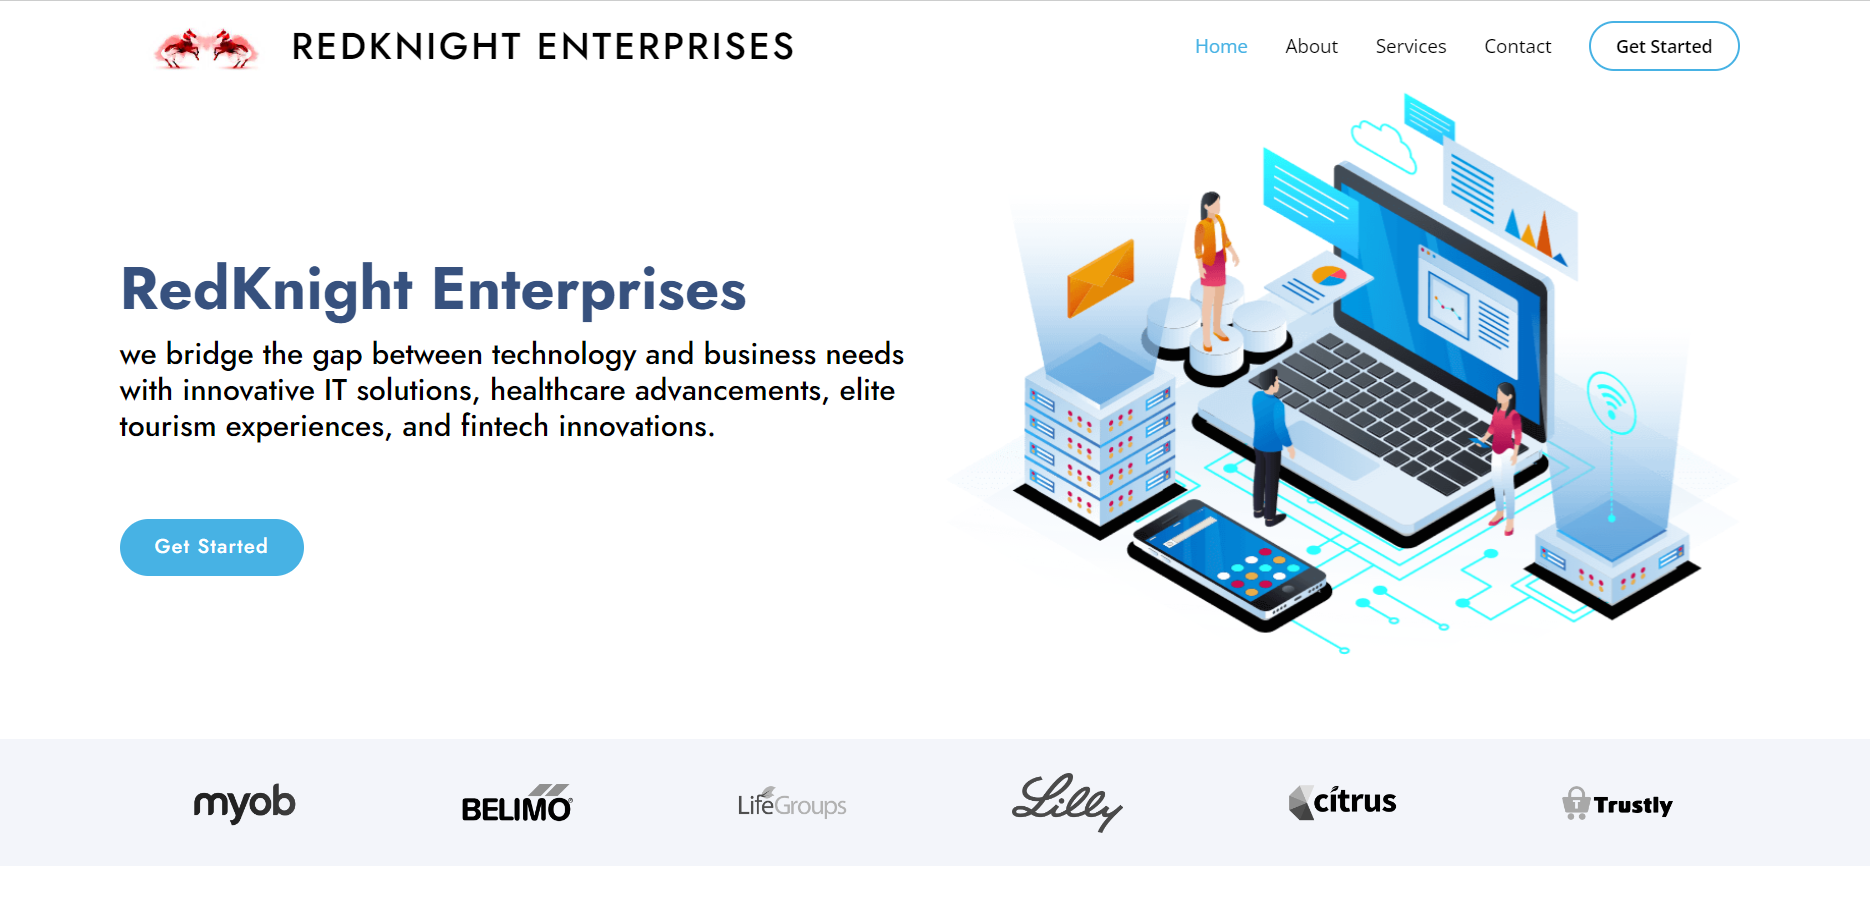 REDKNIGHT ENTERPRISES
Home About Services Contact Get Started
RedKnight Enterprises
we bridge the gap between technology and business needs
with innovative IT solutions, healthcare advancements, elite
tourism experiences, and fintech innovations.
Get Started
myob BELIMO® LifeGroups Lilly citrus T Trustly